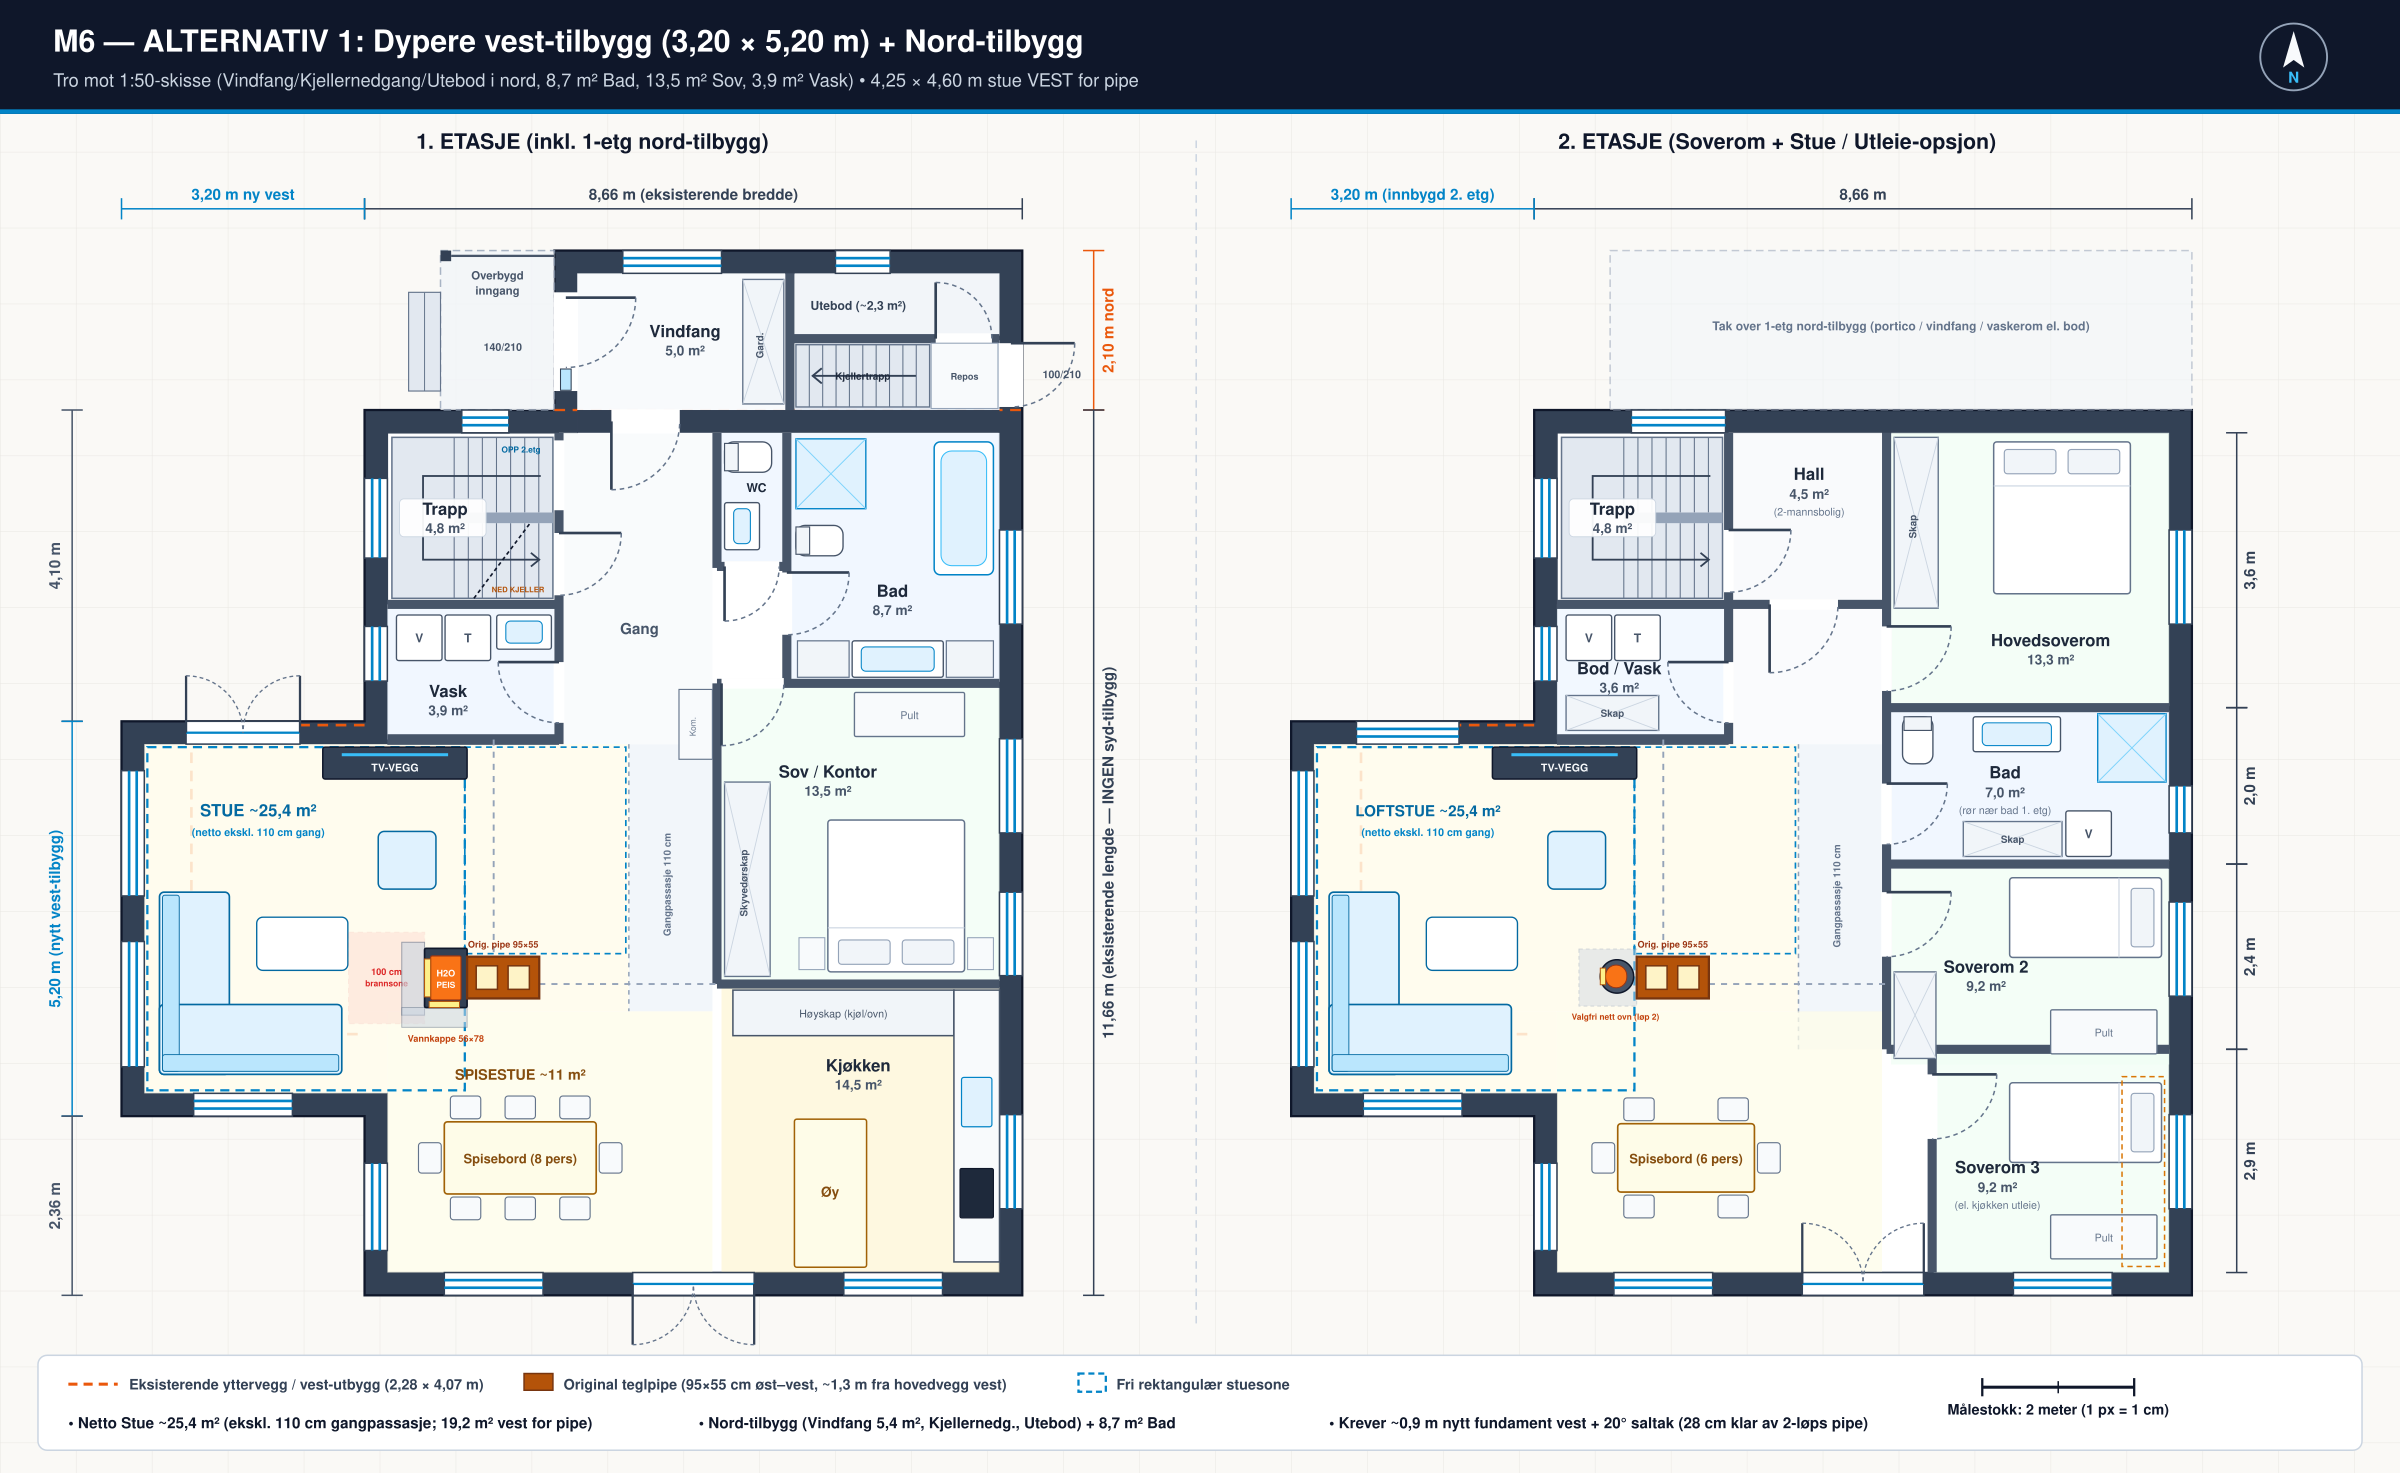 M6 — ALTERNATIV 1: Dypere vest-tilbygg (3,20 × 5,20 m) + Nord-tilbygg
Tro mot 1:50-skisse (Vindfang/Kjellernedgang/Utebod i nord, 8,7 m² Bad, 13,5 m² Sov, 3,9 m² Vask) • 4,25 × 4,60 m stue VEST for pipe
N
1. ETASJE (inkl. 1-etg nord-tilbygg)
3,20 m ny vest
8,66 m (eksisterende bredde)
Overbygd
inngang
140/210
Vindfang
5,0 m²
Gard.
Utebod (~2,3 m²)
Kjellertrapp
Repos
100/210
2,10 m nord
OPP 2.etg
Trapp
4,8 m²
NED KJELLER
WC
Bad
8,7 m²
Gang
V
T
Vask
3,9 m²
Kom.
Pult
4,10 m
5,20 m (nytt vest-tilbygg)
2,36 m
11,66 m (eksisterende lengde — INGEN syd-tilbygg)
TV-VEGG
STUE ~25,4 m²
(netto ekskl. 110 cm gang)
Sov / Kontor
13,5 m²
Skyvedørskap
Gangpassasje 110 cm
Orig. pipe 95×55
100 cm
brannsone
H2O
PEIS
Vannkappe 55×78
SPISESTUE ~11 m²
Spisebord (8 pers)
Høyskap (kjøl/ovn)
Kjøkken
14,5 m²
Øy
2. ETASJE (Soverom + Stue / Utleie-opsjon)
3,20 m (innbygd 2. etg)
8,66 m
Tak over 1-etg nord-tilbygg (portico / vindfang / vaskerom el. bod)
Trapp
4,8 m²
Hall
4,5 m²
(2-mannsbolig)
Skap
Hovedsoverom
13,3 m²
V
T
Bod / Vask
3,6 m²
Skap
TV-VEGG
LOFTSTUE ~25,4 m²
(netto ekskl. 110 cm gang)
Gangpassasje 110 cm
Bad
7,0 m²
(rør nær bad 1. etg)
Skap
V
Orig. pipe 95×55
Valgfri nett ovn (løp 2)
Soverom 2
9,2 m²
Pult
Spisebord (6 pers)
Soverom 3
9,2 m²
(el. kjøkken utleie)
Pult
3,6 m
2,0 m
2,4 m
2,9 m
Eksisterende yttervegg / vest-utbygg (2,28 × 4,07 m)
Original teglpipe (95×55 cm øst–vest, ~1,3 m fra hovedvegg vest)
Fri rektangulær stuesone
Målestokk: 2 meter (1 px = 1 cm)
• Netto Stue ~25,4 m² (ekskl. 110 cm gangpassasje; 19,2 m² vest for pipe)
• Nord-tilbygg (Vindfang 5,4 m², Kjellernedg., Utebod) + 8,7 m² Bad
• Krever ~0,9 m nytt fundament vest + 20° saltak (28 cm klar av 2-løps pipe)